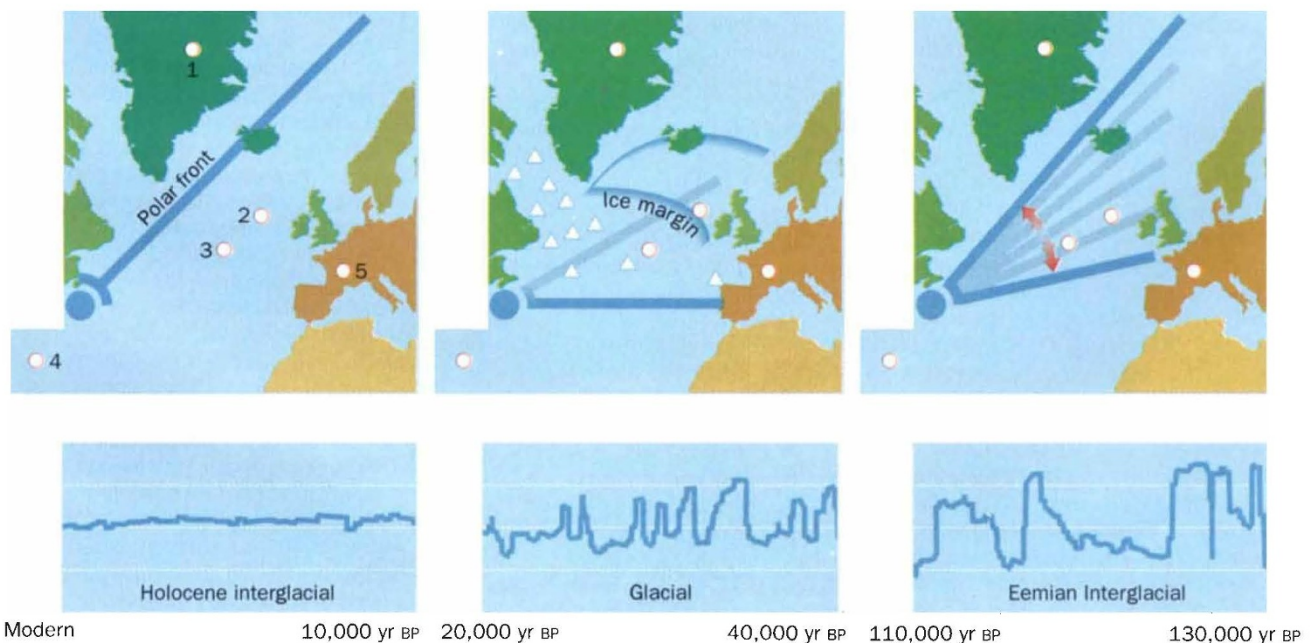 1
Polar front
2
3
5
4
Ice margin
Holocene interglacial
Glacial
Eemian Interglacial
Modern
10,000 yr BP
20,000 yr BP
40,000 yr BP
110,000 yr BP
130,000 yr BP